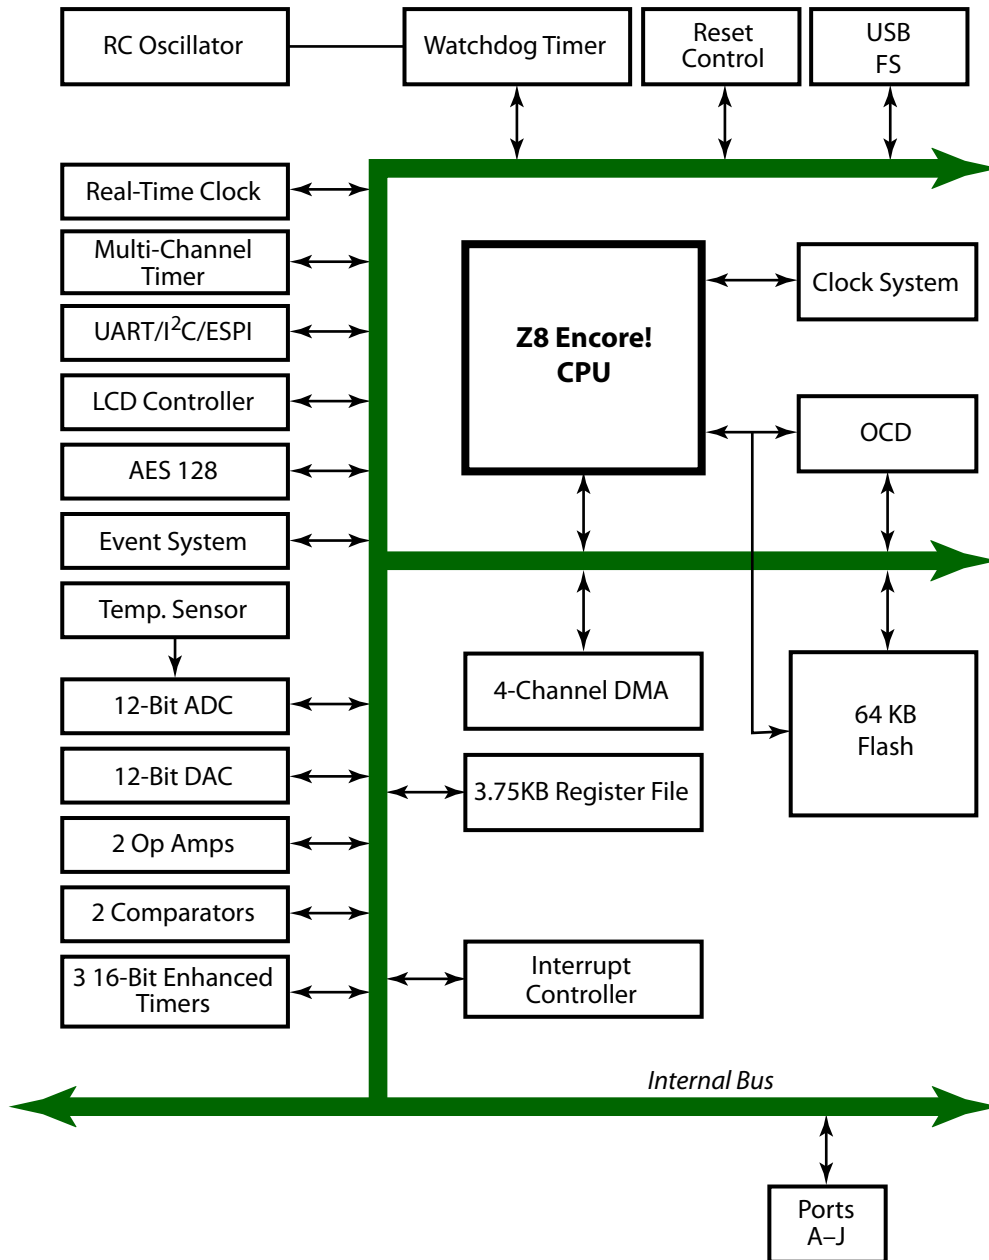 RC Oscillator
Watchdog Timer
Reset
Control
USB
FS
Real-Time Clock
Multi-Channel
Timer
UART/I²C/ESPI
LCD Controller
AES 128
Event System
Temp. Sensor
12-Bit ADC
12-Bit DAC
2 Op Amps
2 Comparators
3 16-Bit Enhanced
Timers
Z8 Encore!
CPU
Clock System
OCD
4-Channel DMA
64 KB
Flash
3.75KB Register File
Interrupt
Controller
Internal Bus
Ports
A–J